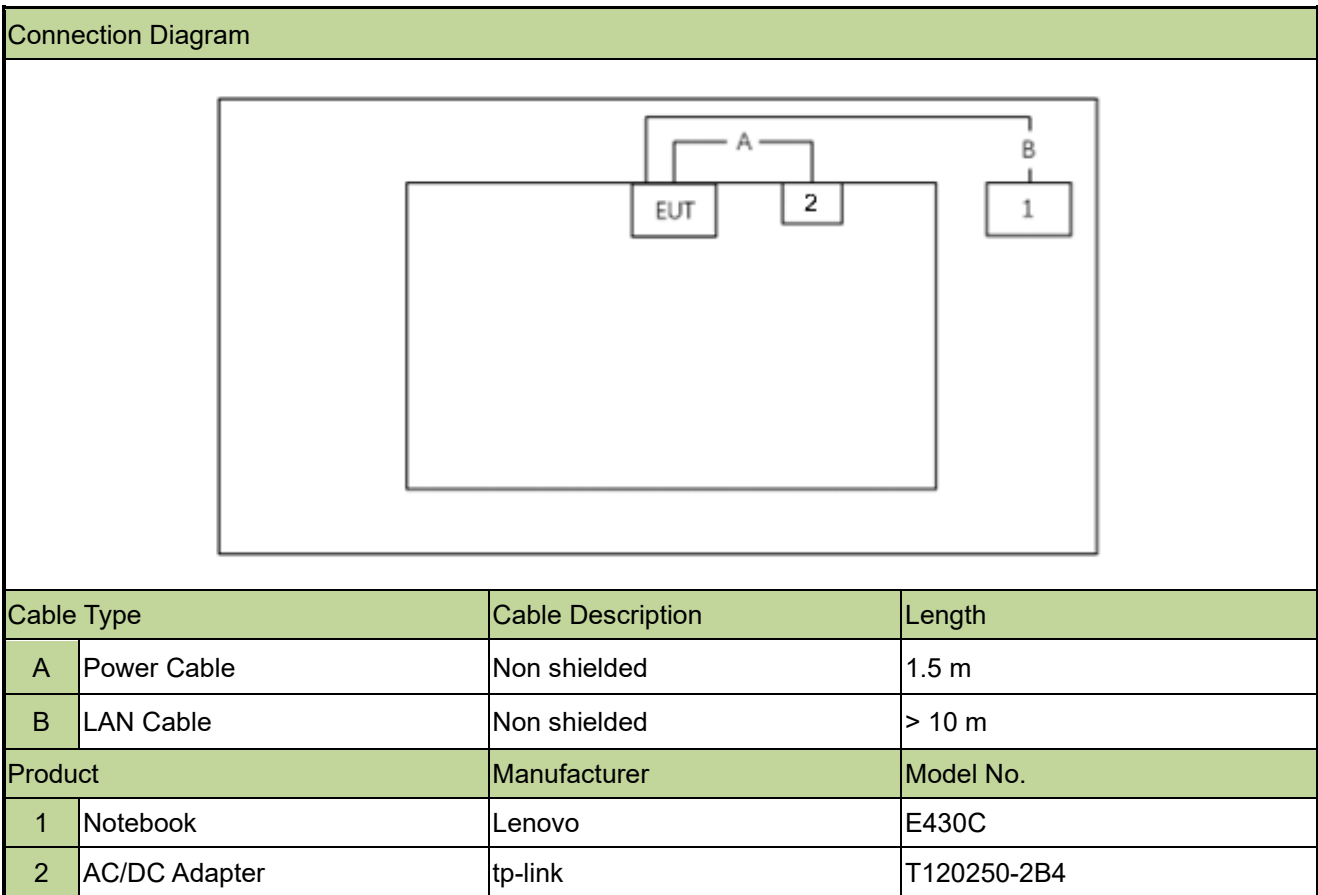 Connection Diagram
A
B
EUT
2
1
Cable Type Cable Description Length
A Power Cable Non shielded 1.5 m
B LAN Cable Non shielded > 10 m
Product Manufacturer Model No.
1 Notebook Lenovo E430C
2 AC/DC Adapter tp-link T120250-2B4